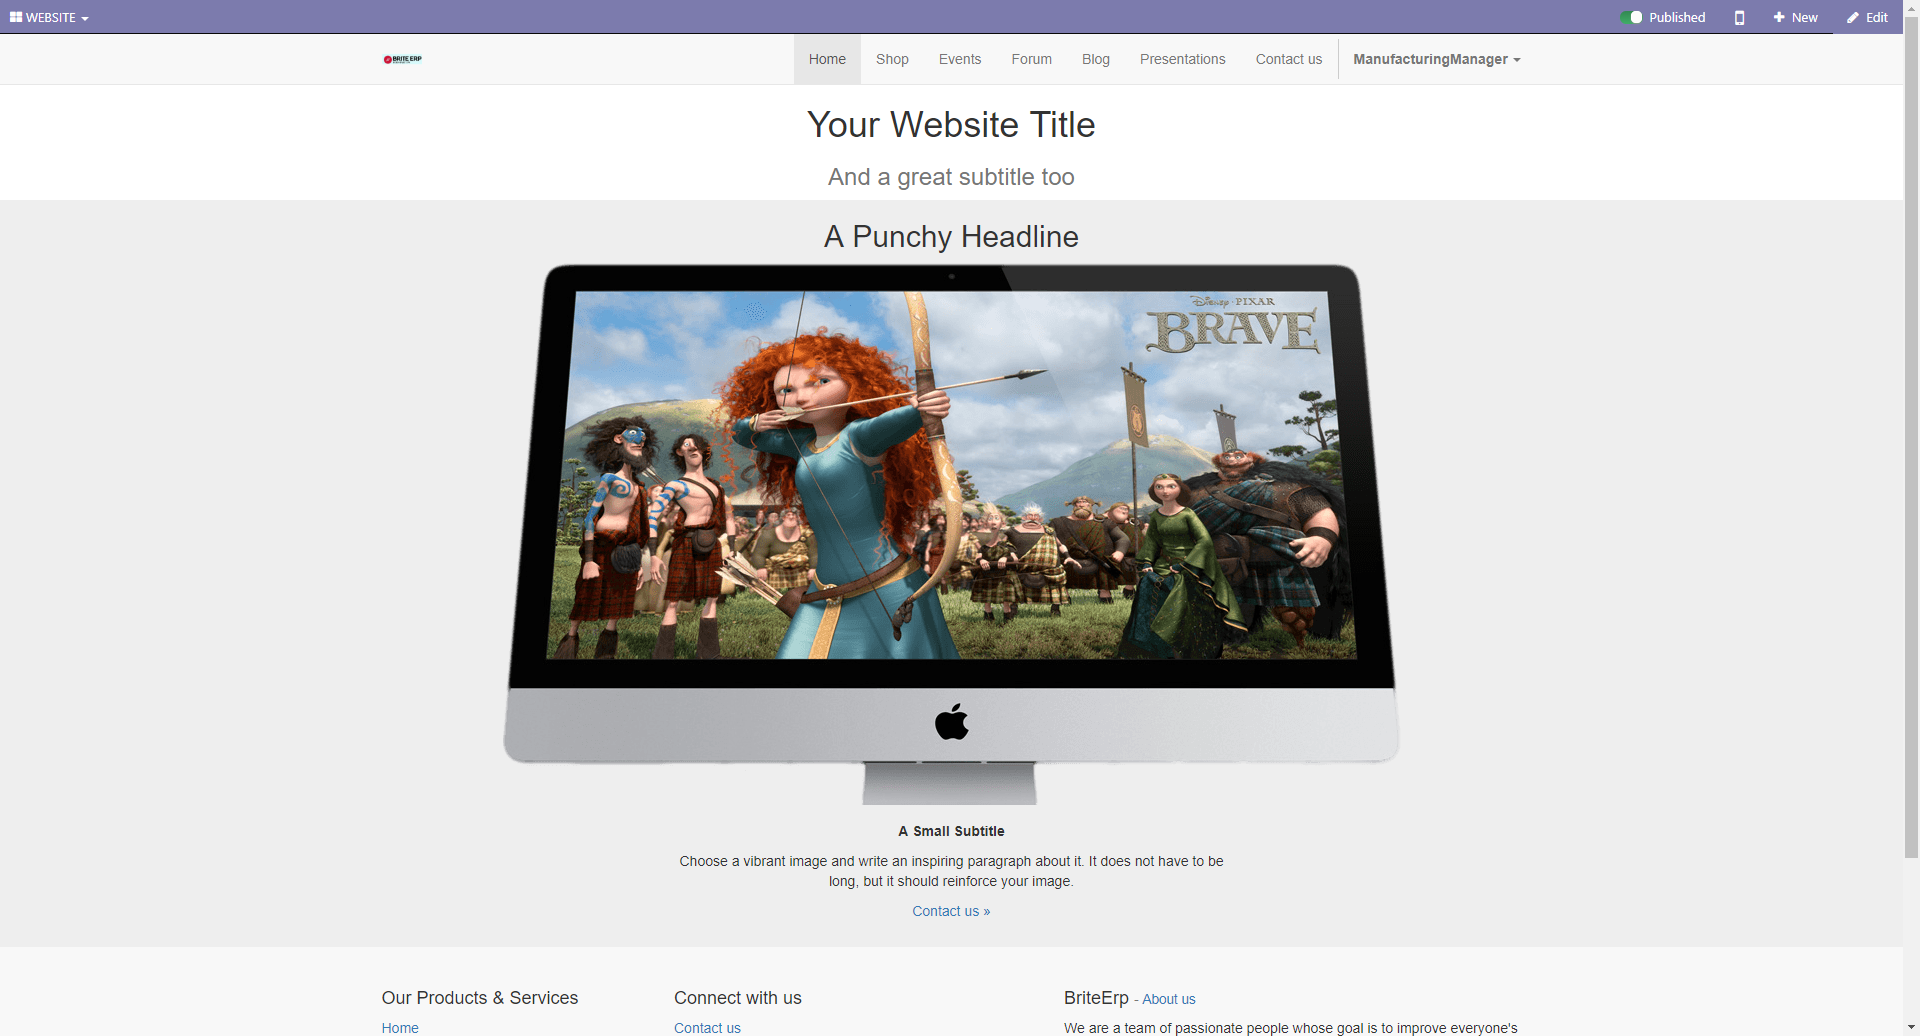 WEBSITE
Published
New
Edit
BRITE ERP
Home
Shop
Events
Forum
Blog
Presentations
Contact us
ManufacturingManager
Your Website Title
And a great subtitle too
A Punchy Headline
Disney · PIXAR
BRAVE
A Small Subtitle
Choose a vibrant image and write an inspiring paragraph about it. It does not have to be
long, but it should reinforce your image.
Contact us »
Our Products & Services
Home
Connect with us
Contact us
BriteErp - About us
We are a team of passionate people whose goal is to improve everyone's